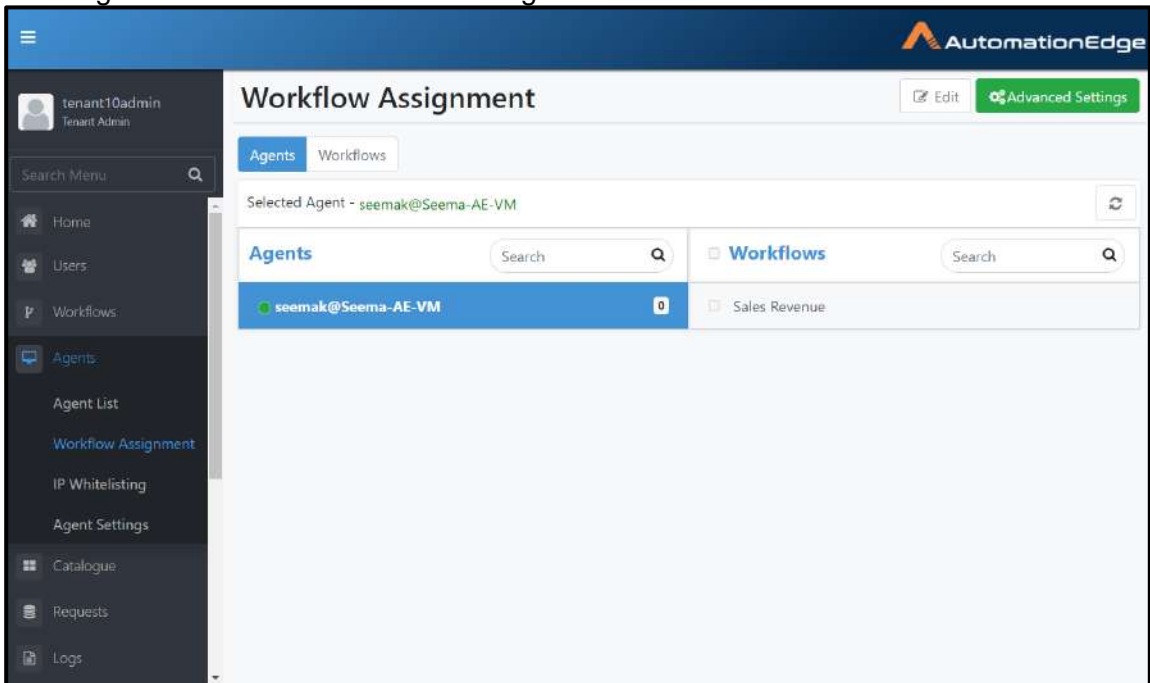 AutomationEdge
tenant10admin
Tenant Admin
Search Menu
Home
Users
Workflows
Agents
Agent List
Workflow Assignment
IP Whitelisting
Agent Settings
Catalogue
Requests
Logs
Workflow Assignment
Edit
Advanced Settings
Agents Workflows
Selected Agent - seemak@Seema-AE-VM
Agents Search Workflows Search
seemak@Seema-AE-VM 0 Sales Revenue